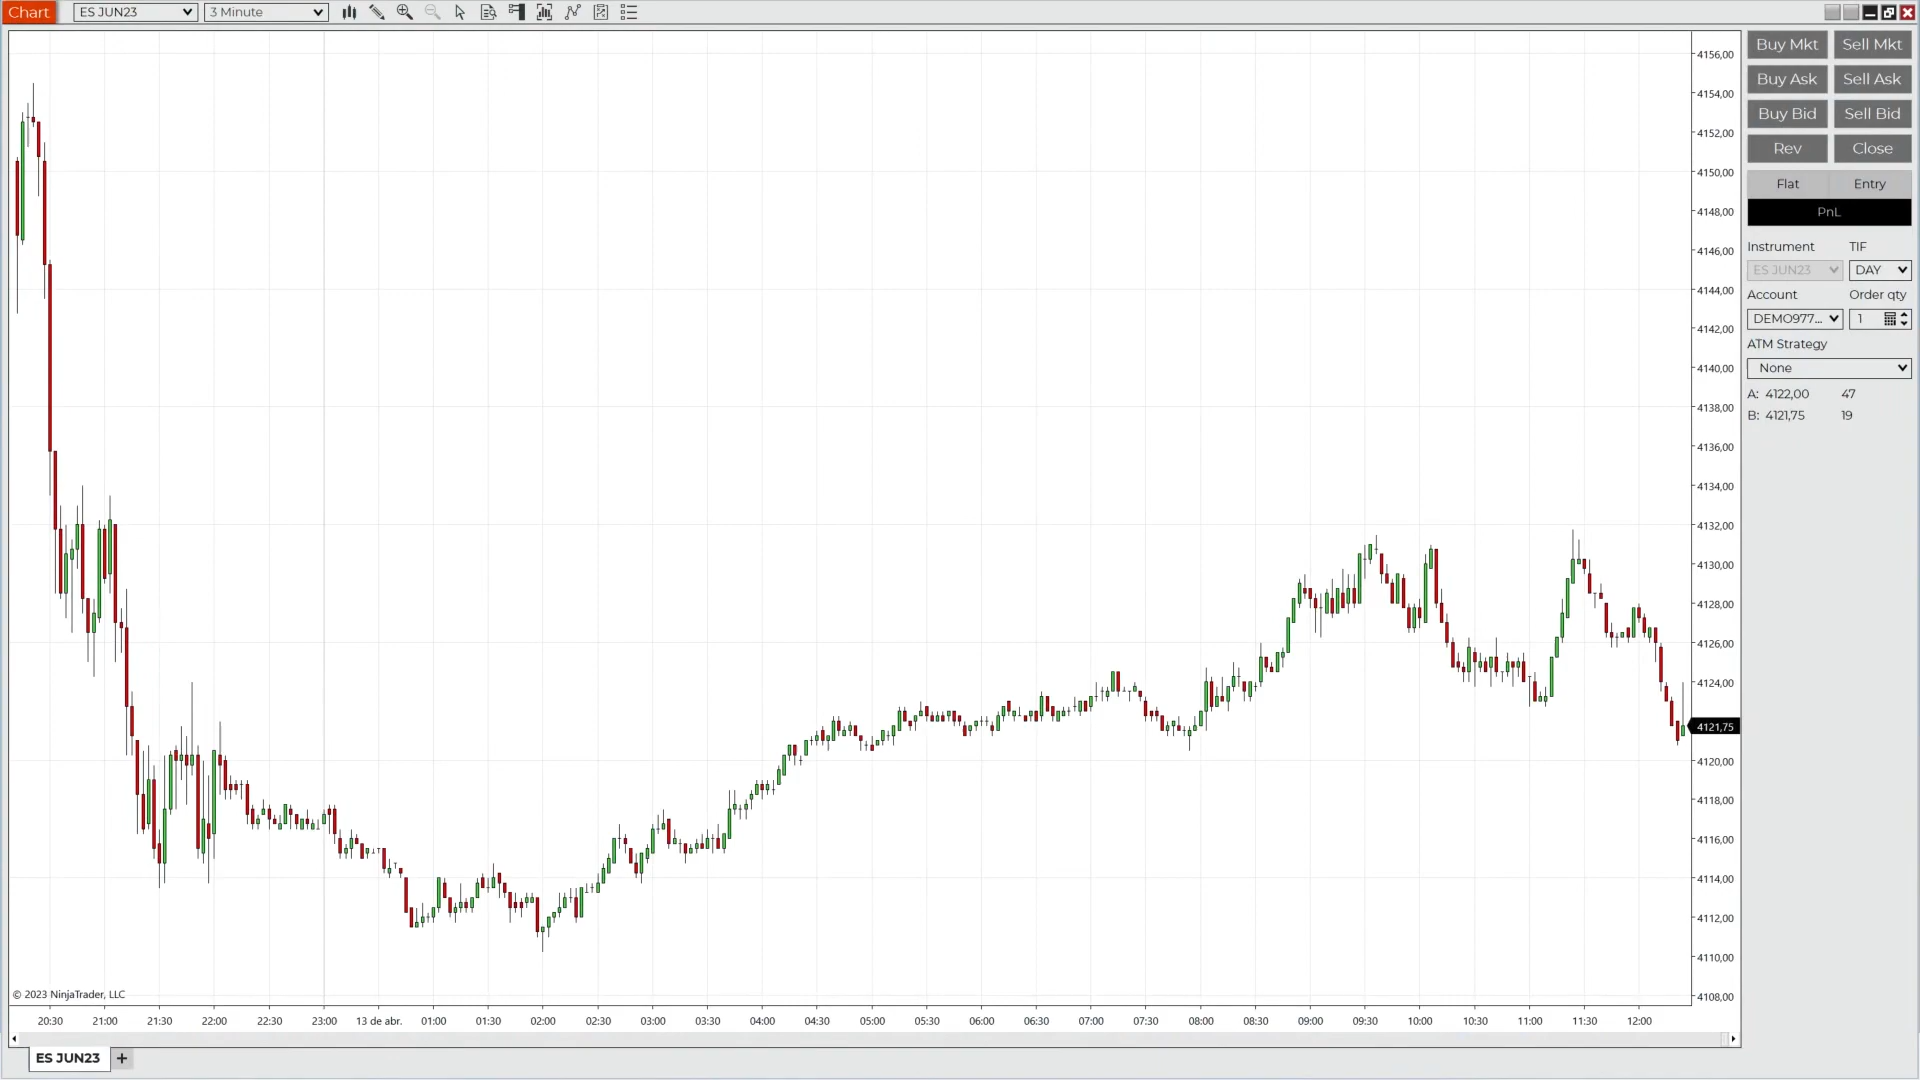 Chart ES JUN23 3 Minute
4156,00
4154,00
4152,00
4150,00
4148,00
4146,00
4144,00
4142,00
4140,00
4138,00
4136,00
4134,00
4132,00
4130,00
4128,00
4126,00
4124,00
4121,75
4120,00
4118,00
4116,00
4114,00
4112,00
4110,00
4108,00
© 2023 NinjaTrader, LLC
20:30 21:00 21:30 22:00 22:30 23:00 13 de abr. 01:00 01:30 02:00 02:30 03:00 03:30 04:00 04:30 05:00 05:30 06:00 06:30 07:00 07:30 08:00 08:30 09:00 09:30 10:00 10:30 11:00 11:30 12:00
ES JUN23 +
Buy Mkt Sell Mkt
Buy Ask Sell Ask
Buy Bid Sell Bid
Rev Close
Flat Entry
PnL
Instrument TIF
ES JUN23 DAY
Account Order qty
DEMO977... 1
ATM Strategy
None
A: 4122,00 47
B: 4121,75 19